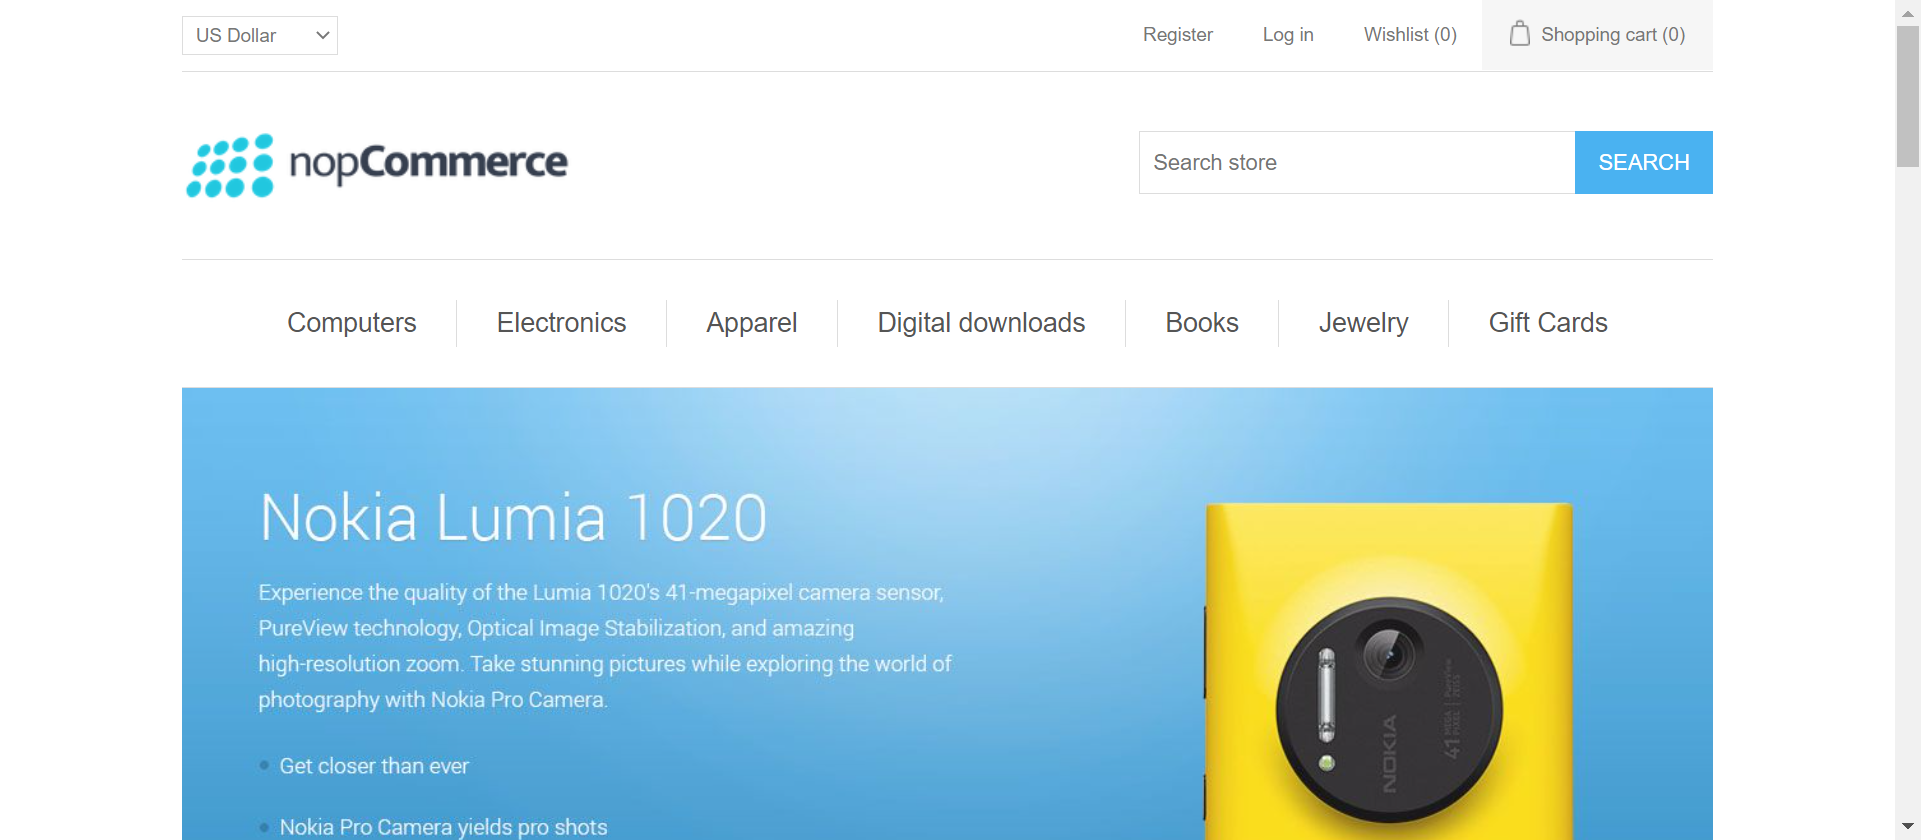 US Dollar
Register
Log in
Wishlist (0)
Shopping cart (0)
nopCommerce
Search store
SEARCH
Computers
Electronics
Apparel
Digital downloads
Books
Jewelry
Gift Cards
Nokia Lumia 1020
Experience the quality of the Lumia 1020's 41-megapixel camera sensor,
PureView technology, Optical Image Stabilization, and amazing
high-resolution zoom. Take stunning pictures while exploring the world of
photography with Nokia Pro Camera.
Get closer than ever
Nokia Pro Camera yields pro shots
NOKIA
41 MEGA PIXEL
PureView
ZEISS